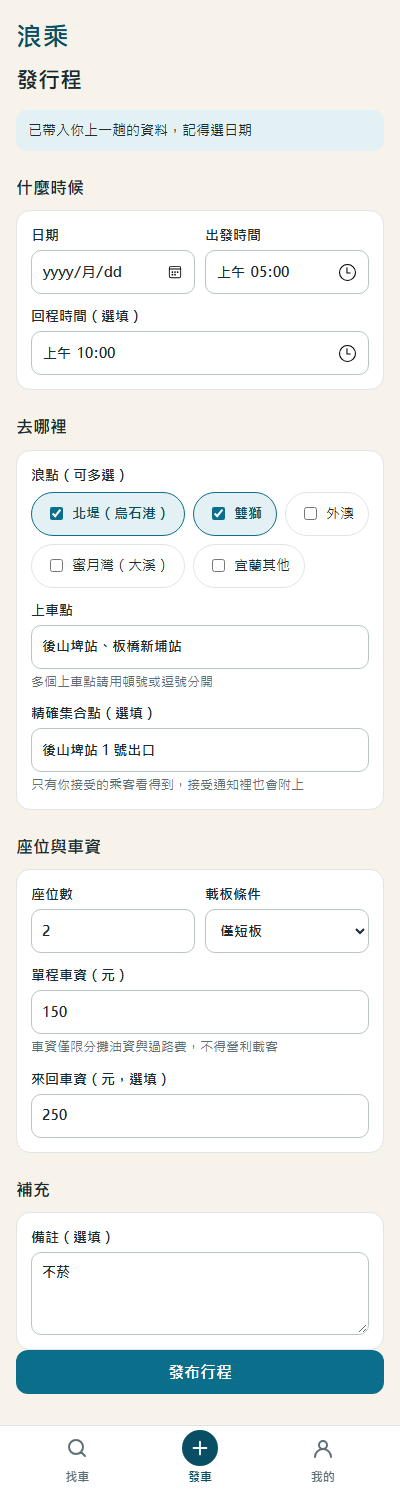 浪乘
發行程
已帶入你上一趟的資料，記得選日期
什麼時候
日期
出發時間
yyyy/月/dd
上午 05:00
回程時間（選填）
上午 10:00
去哪裡
浪點（可多選）
北堤（烏石港）
雙獅
外澳
蜜月灣（大溪）
宜蘭其他
上車點
後山埤站、板橋新埔站
多個上車點請用頓號或逗號分開
精確集合點（選填）
後山埤站 1 號出口
只有你接受的乘客看得到，接受通知裡也會附上
座位與車資
座位數
載板條件
2
僅短板
單程車資（元）
150
車資僅限分攤油資與過路費，不得營利載客
來回車資（元，選填）
250
補充
備註（選填）
不菸
發布行程
找車
發車
我的